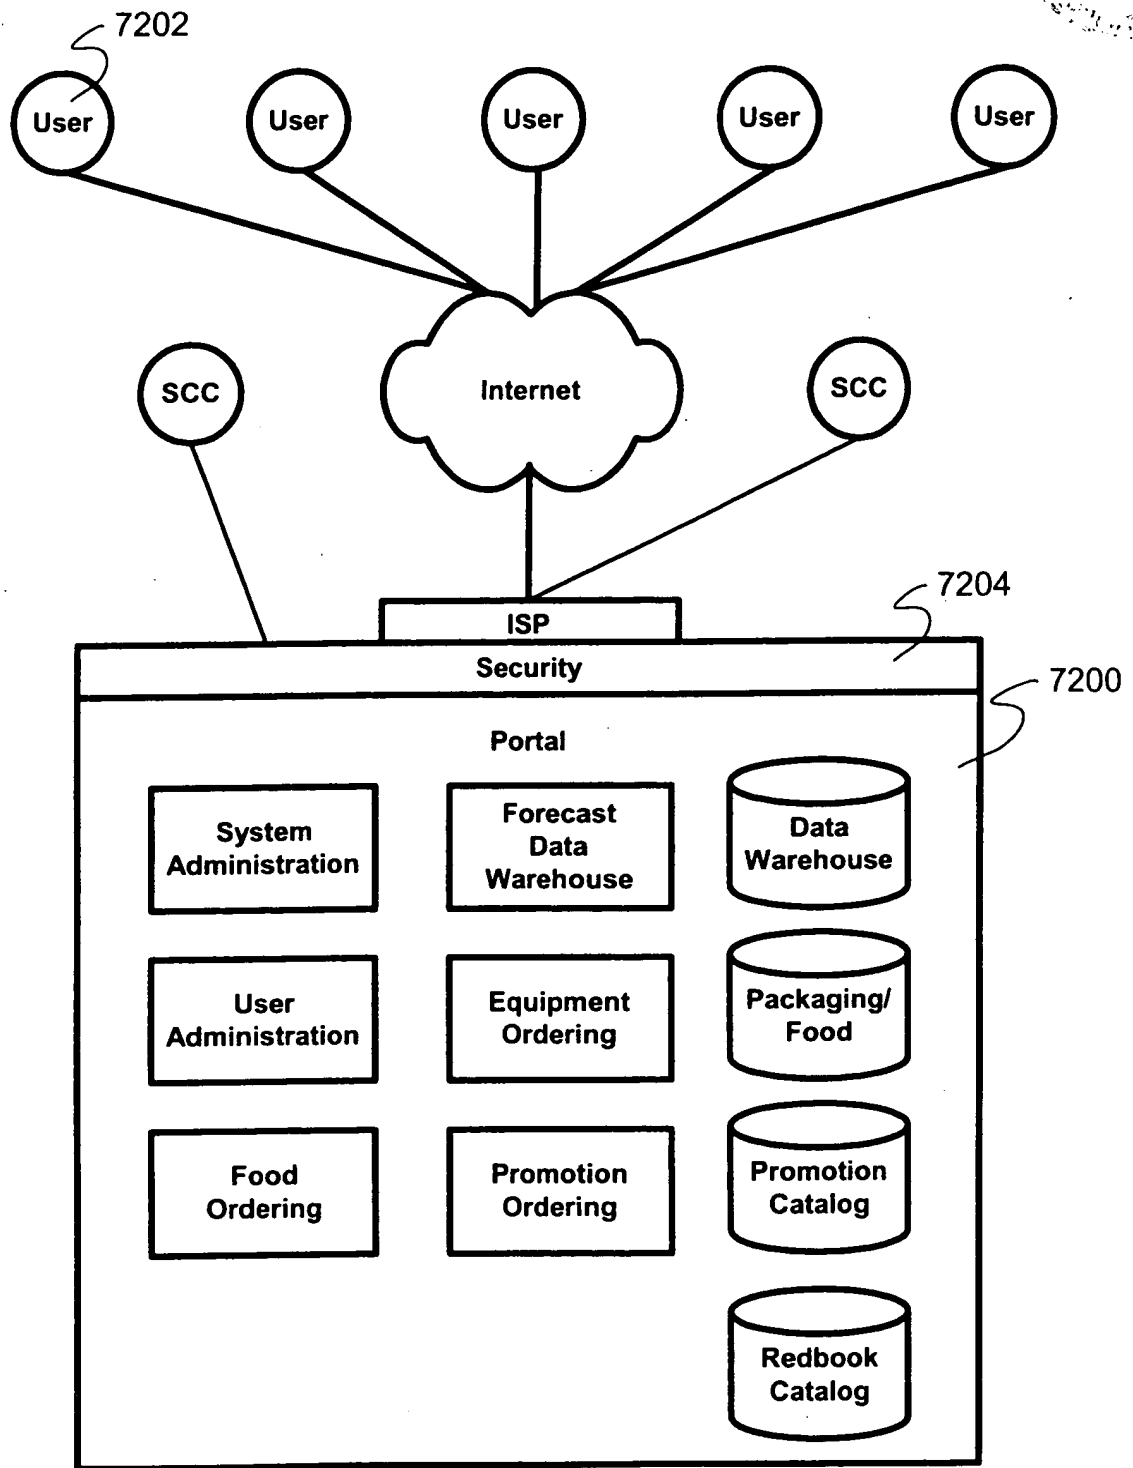 7202
User
User
User
User
User
SCC
Internet
SCC
7204
ISP
Security
7200
Portal
System
Administration
Forecast
Data
Warehouse
Data
Warehouse
User
Administration
Equipment
Ordering
Packaging/
Food
Food
Ordering
Promotion
Ordering
Promotion
Catalog
Redbook
Catalog